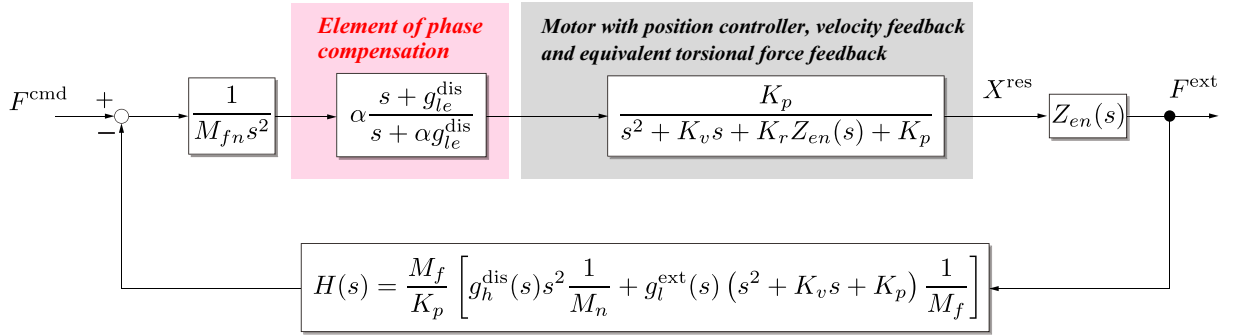 Element of phase
compensation
Motor with position controller, velocity feedback
and equivalent torsional force feedback
F^cmd
+
−
1 / (M_fn s^2)
α (s + g_le^dis) / (s + α g_le^dis)
K_p / (s^2 + K_v s + K_r Z_en(s) + K_p)
X^res
Z_en(s)
F^ext
H(s) = (M_f / K_p) [ g_h^dis(s) s^2 (1 / M_n) + g_l^ext(s) (s^2 + K_v s + K_p) (1 / M_f) ]